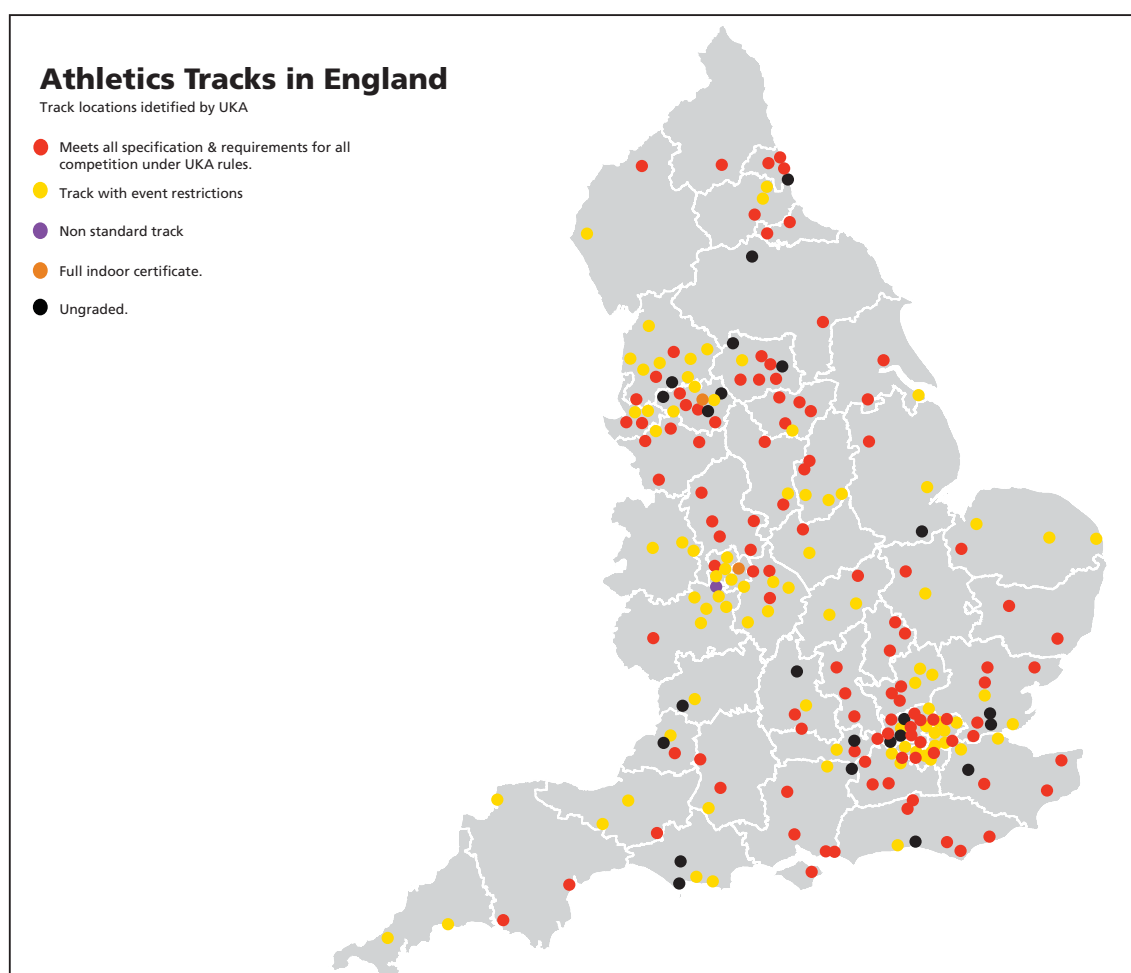 Athletics Tracks in England
Track locations idetified by UKA
Meets all specification & requirements for all
competition under UKA rules.
Track with event restrictions
Non standard track
Full indoor certificate.
Ungraded.